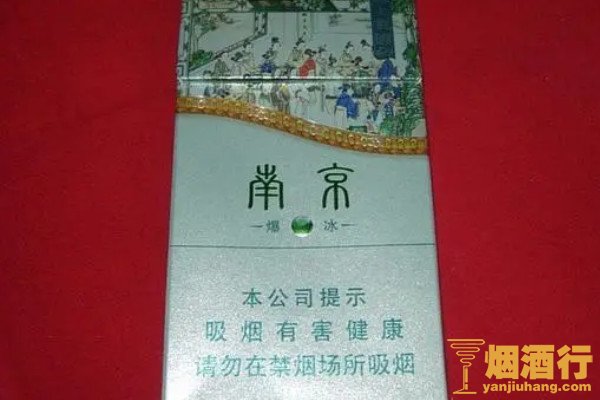 南京
爆冰
本公司提示
吸烟有害健康
请勿在禁烟场所吸烟
烟酒行
yanjiuhang.com